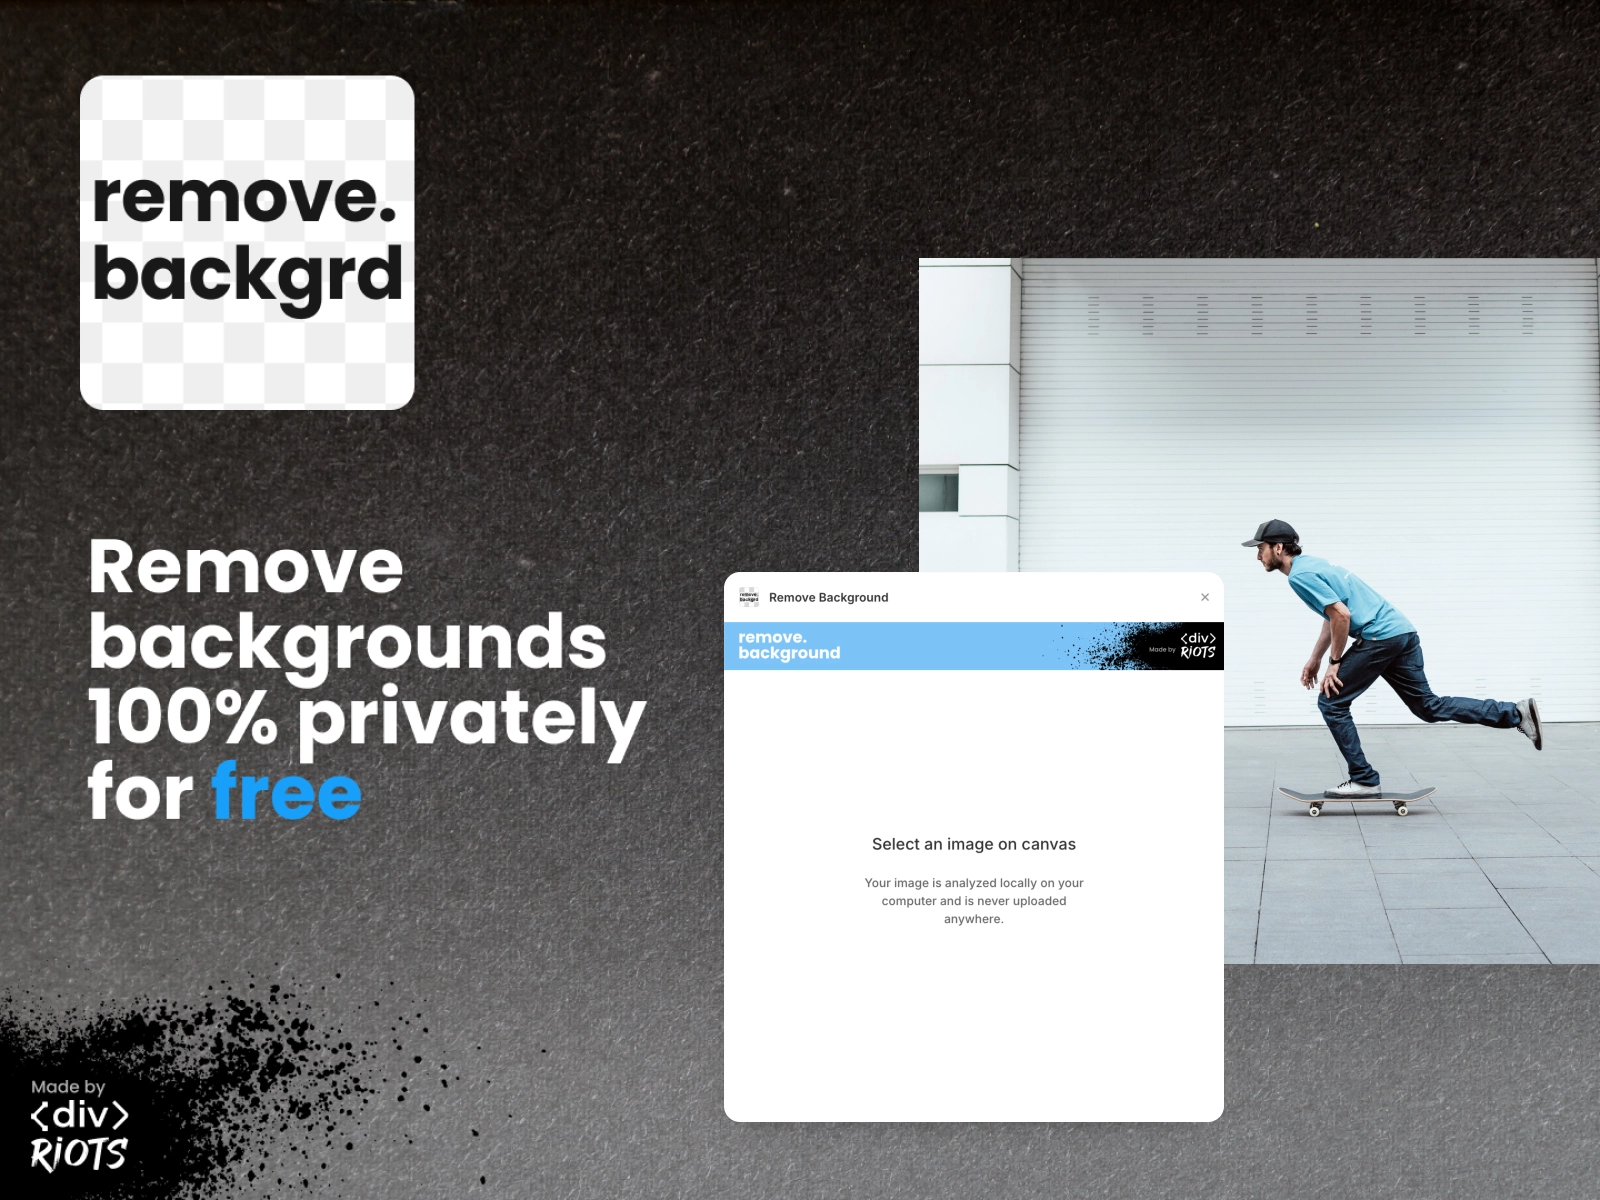 remove.
backgrd
Remove
backgrounds
100% privately
for free
Remove Background
remove.
background
Made by
<div>
RiOTS
Select an image on canvas
Your image is analyzed locally on your
computer and is never uploaded
anywhere.
Made by
<div>
RiOTS